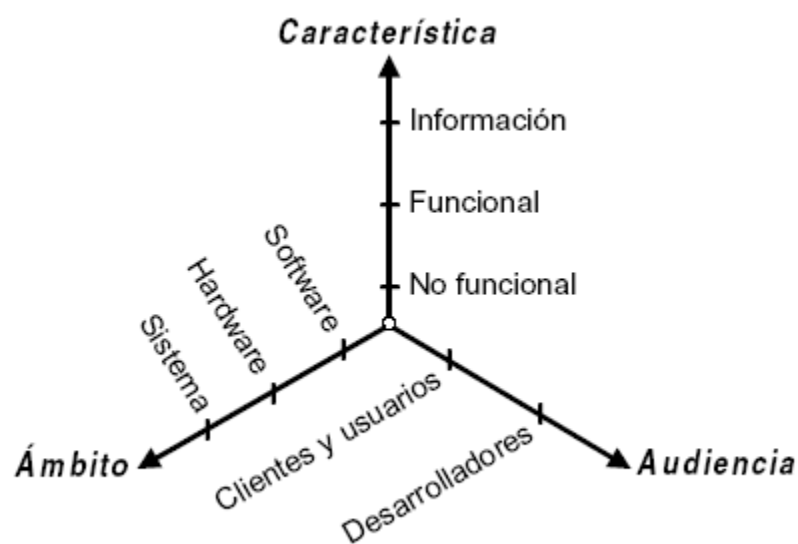 Característica
Información
Funcional
No funcional
Software
Hardware
Sistema
Ámbito
Clientes y usuarios
Desarrolladores
Audiencia